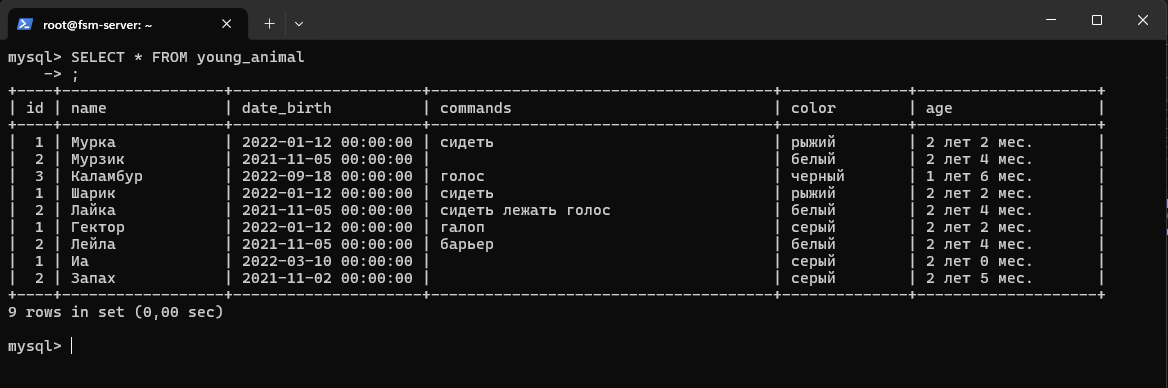 root@fsm-server: ~
mysql> SELECT * FROM young_animal
    -> ;
+----+------------------+---------------------+--------------------------------------+--------------+--------------------+
| id | name             | date_birth          | commands                             | color        | age                |
+----+------------------+---------------------+--------------------------------------+--------------+--------------------+
|  1 | Мурка            | 2022-01-12 00:00:00 | сидеть                               | рыжий        | 2 лет 2 мес.       |
|  2 | Мурзик           | 2021-11-05 00:00:00 |                                      | белый        | 2 лет 4 мес.       |
|  3 | Каламбур         | 2022-09-18 00:00:00 | голос                                | черный       | 1 лет 6 мес.       |
|  1 | Шарик            | 2022-01-12 00:00:00 | сидеть                               | рыжий        | 2 лет 2 мес.       |
|  2 | Лайка            | 2021-11-05 00:00:00 | сидеть лежать голос                  | белый        | 2 лет 4 мес.       |
|  1 | Гектор           | 2022-01-12 00:00:00 | галоп                                | серый        | 2 лет 2 мес.       |
|  2 | Лейла            | 2021-11-05 00:00:00 | барьер                               | белый        | 2 лет 4 мес.       |
|  1 | Иа               | 2022-03-10 00:00:00 |                                      | серый        | 2 лет 0 мес.       |
|  2 | Запах            | 2021-11-02 00:00:00 |                                      | серый        | 2 лет 5 мес.       |
+----+------------------+---------------------+--------------------------------------+--------------+--------------------+
9 rows in set (0,00 sec)
mysql>